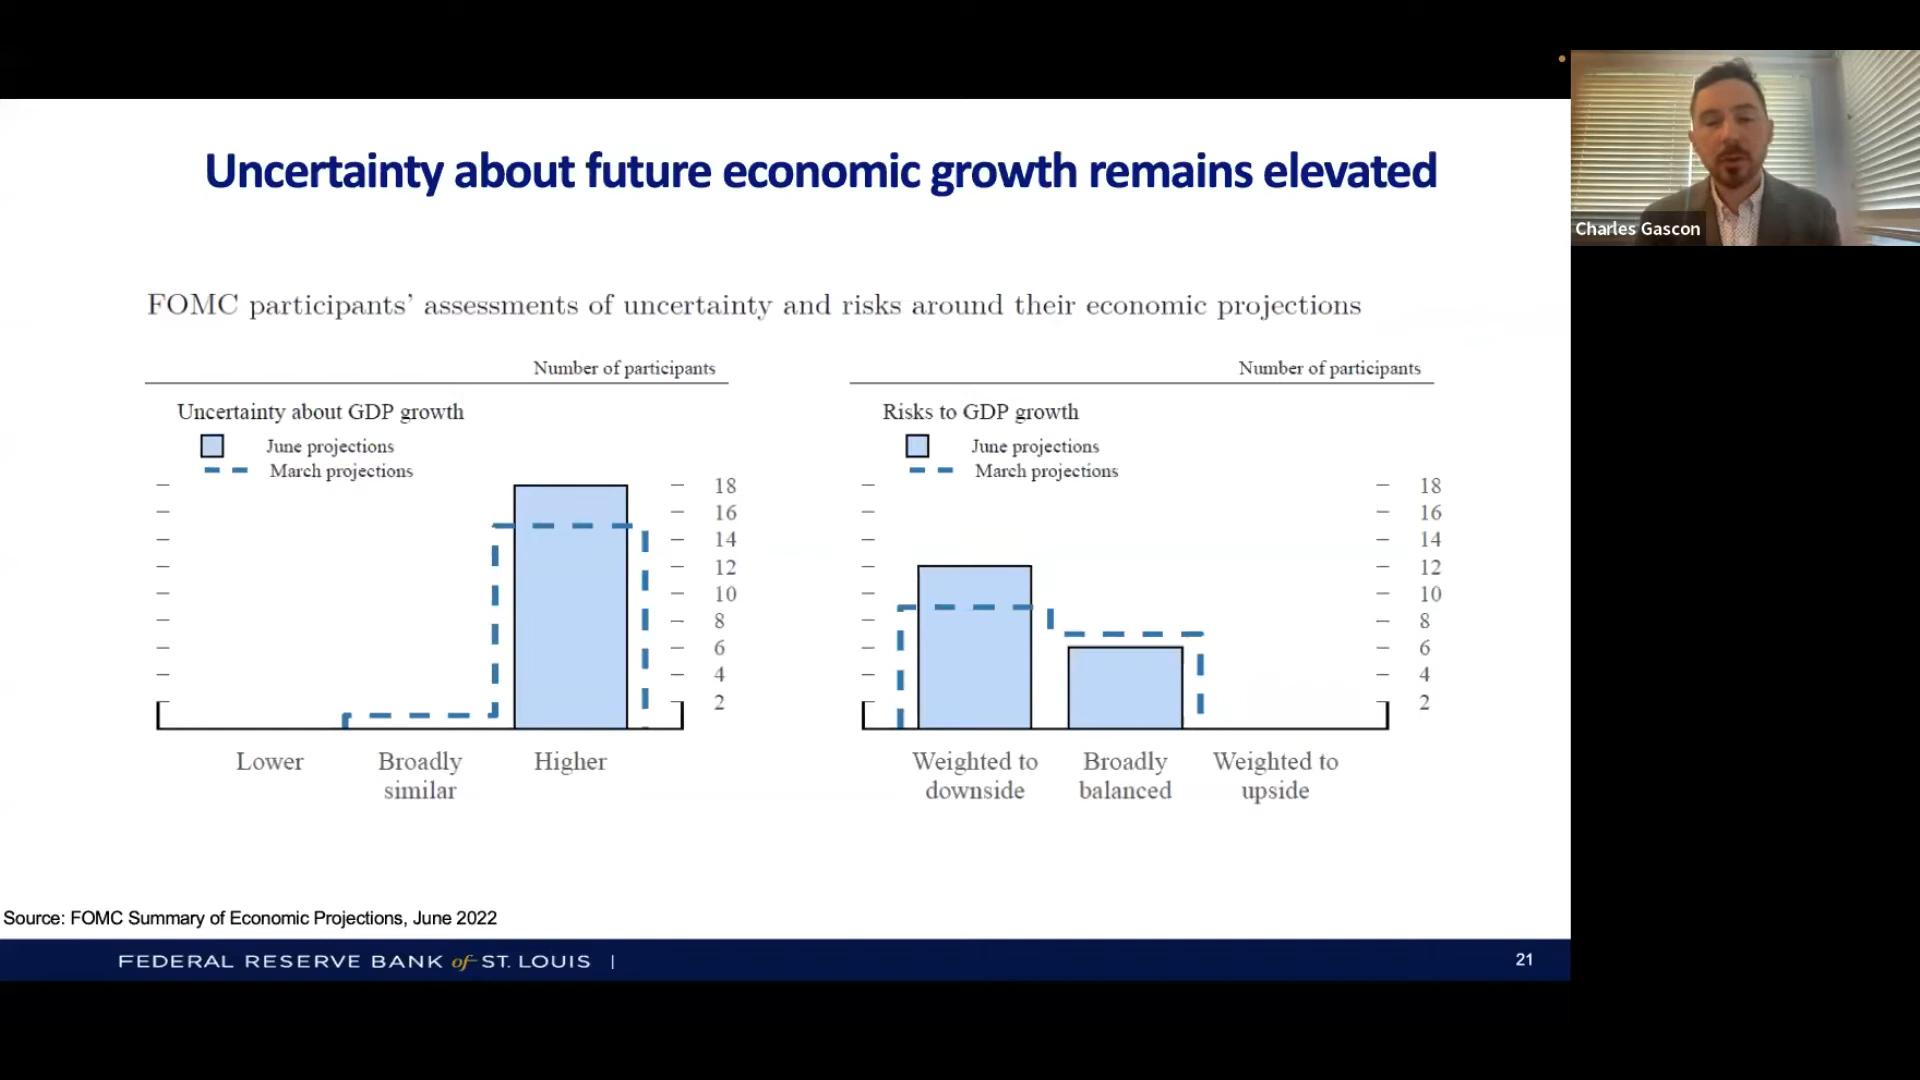 Uncertainty about future economic growth remains elevated
Charles Gascon
FOMC participants' assessments of uncertainty and risks around their economic projections
Number of participants
Uncertainty about GDP growth
June projections
March projections
18
16
14
12
10
8
6
4
2
Lower
Broadly
similar
Higher
Number of participants
Risks to GDP growth
June projections
March projections
18
16
14
12
10
8
6
4
2
Weighted to
downside
Broadly
balanced
Weighted to
upside
Source: FOMC Summary of Economic Projections, June 2022
FEDERAL RESERVE BANK of ST. LOUIS |
21